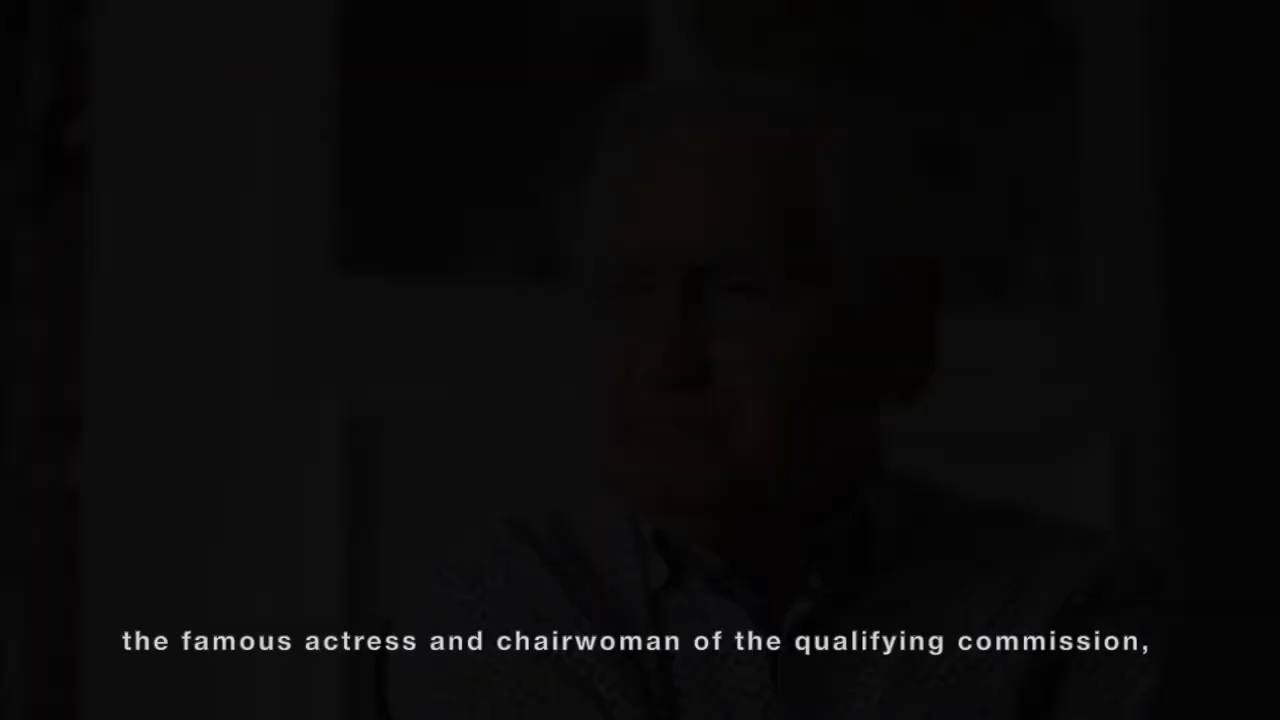 the famous actress and chairwoman of the qualifying commission,